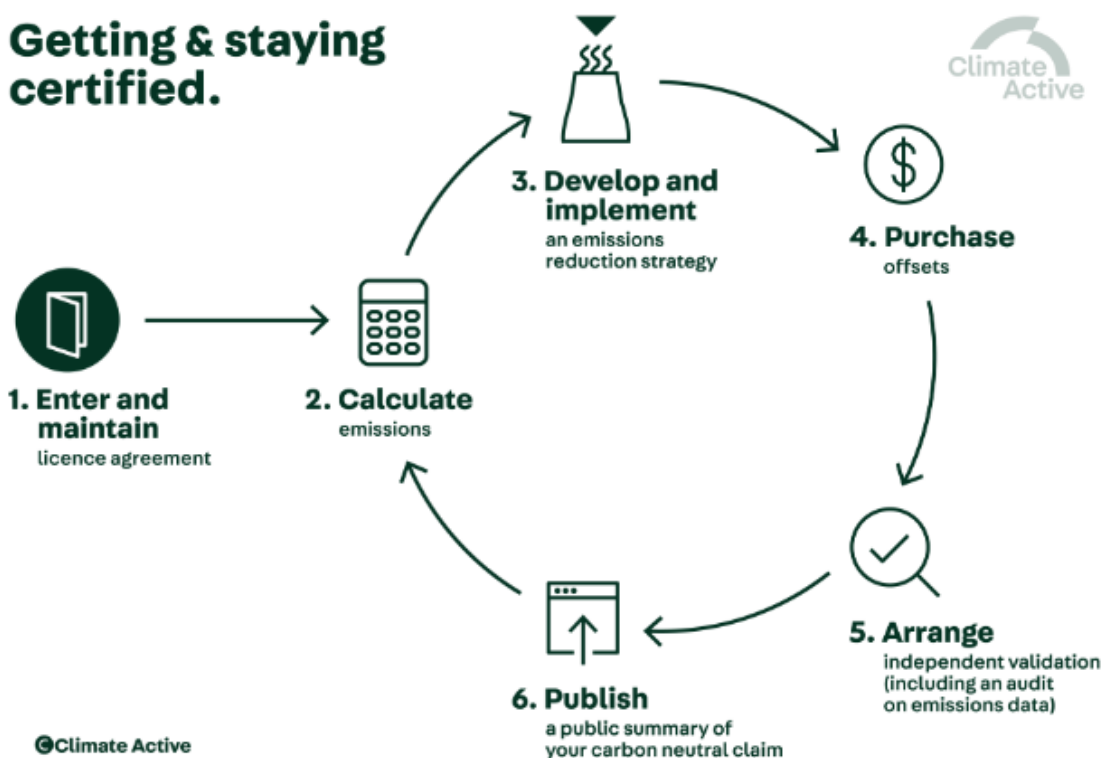 Getting & staying
certified.
Climate
Active
1. Enter and
maintain
licence agreement
2. Calculate
emissions
3. Develop and
implement
an emissions
reduction strategy
$
4. Purchase
offsets
5. Arrange
independent validation
(including an audit
on emissions data)
6. Publish
a public summary of
your carbon neutral claim
C Climate Active